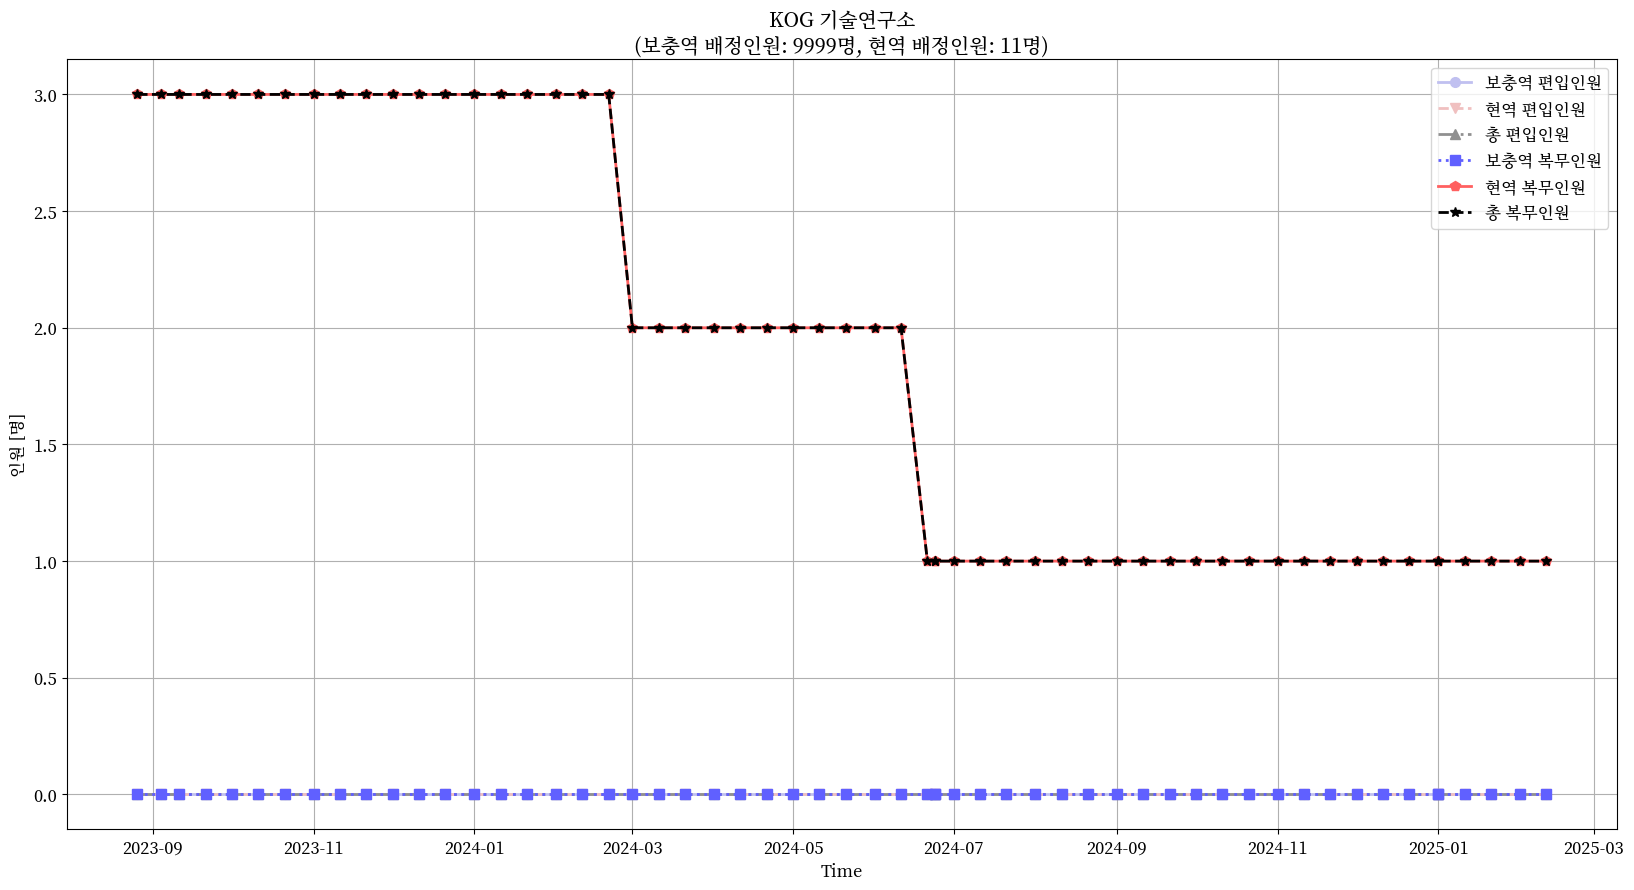 KOG 기술연구소
(보충역 배정인원: 9999명, 현역 배정인원: 11명)
보충역 편입인원
현역 편입인원
총 편입인원
보충역 복무인원
현역 복무인원
총 복무인원
인원 [명]
3.0
2.5
2.0
1.5
1.0
0.5
0.0
2023-09
2023-11
2024-01
2024-03
2024-05
2024-07
2024-09
2024-11
2025-01
2025-03
Time